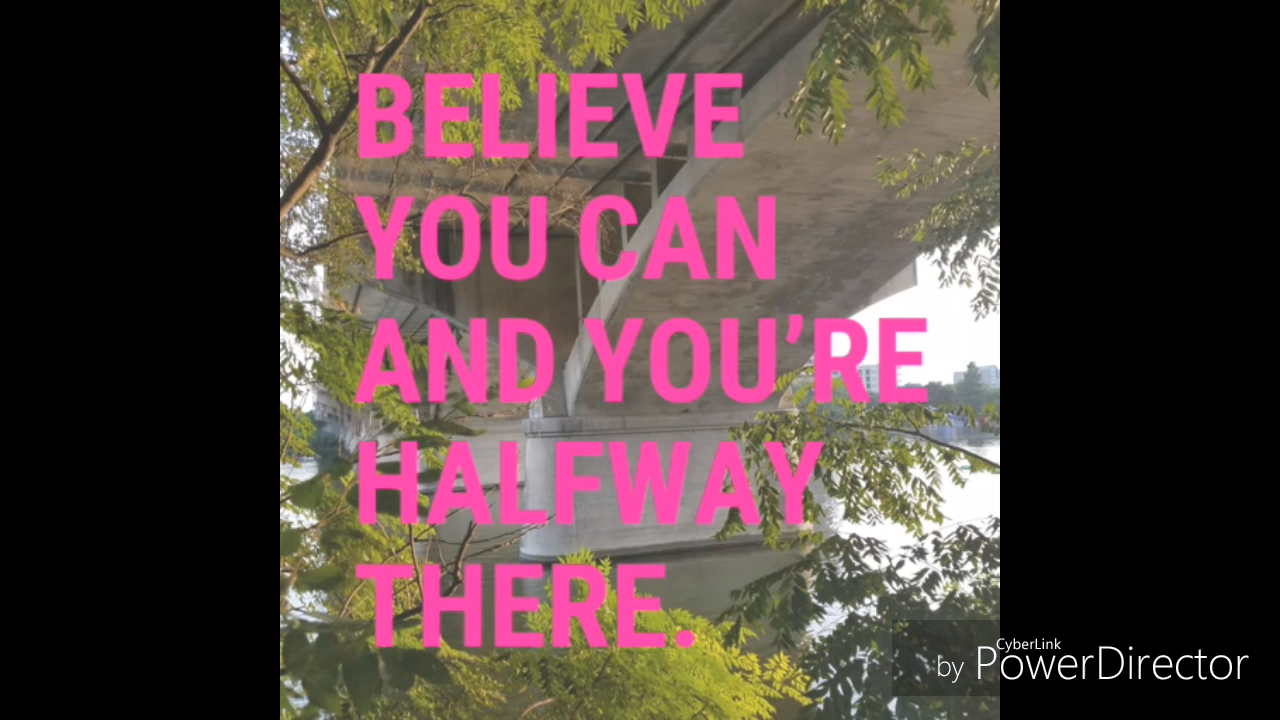 BELIEVE
YOU CAN
AND YOU’RE
HALFWAY
THERE.
CyberLink
by PowerDirector